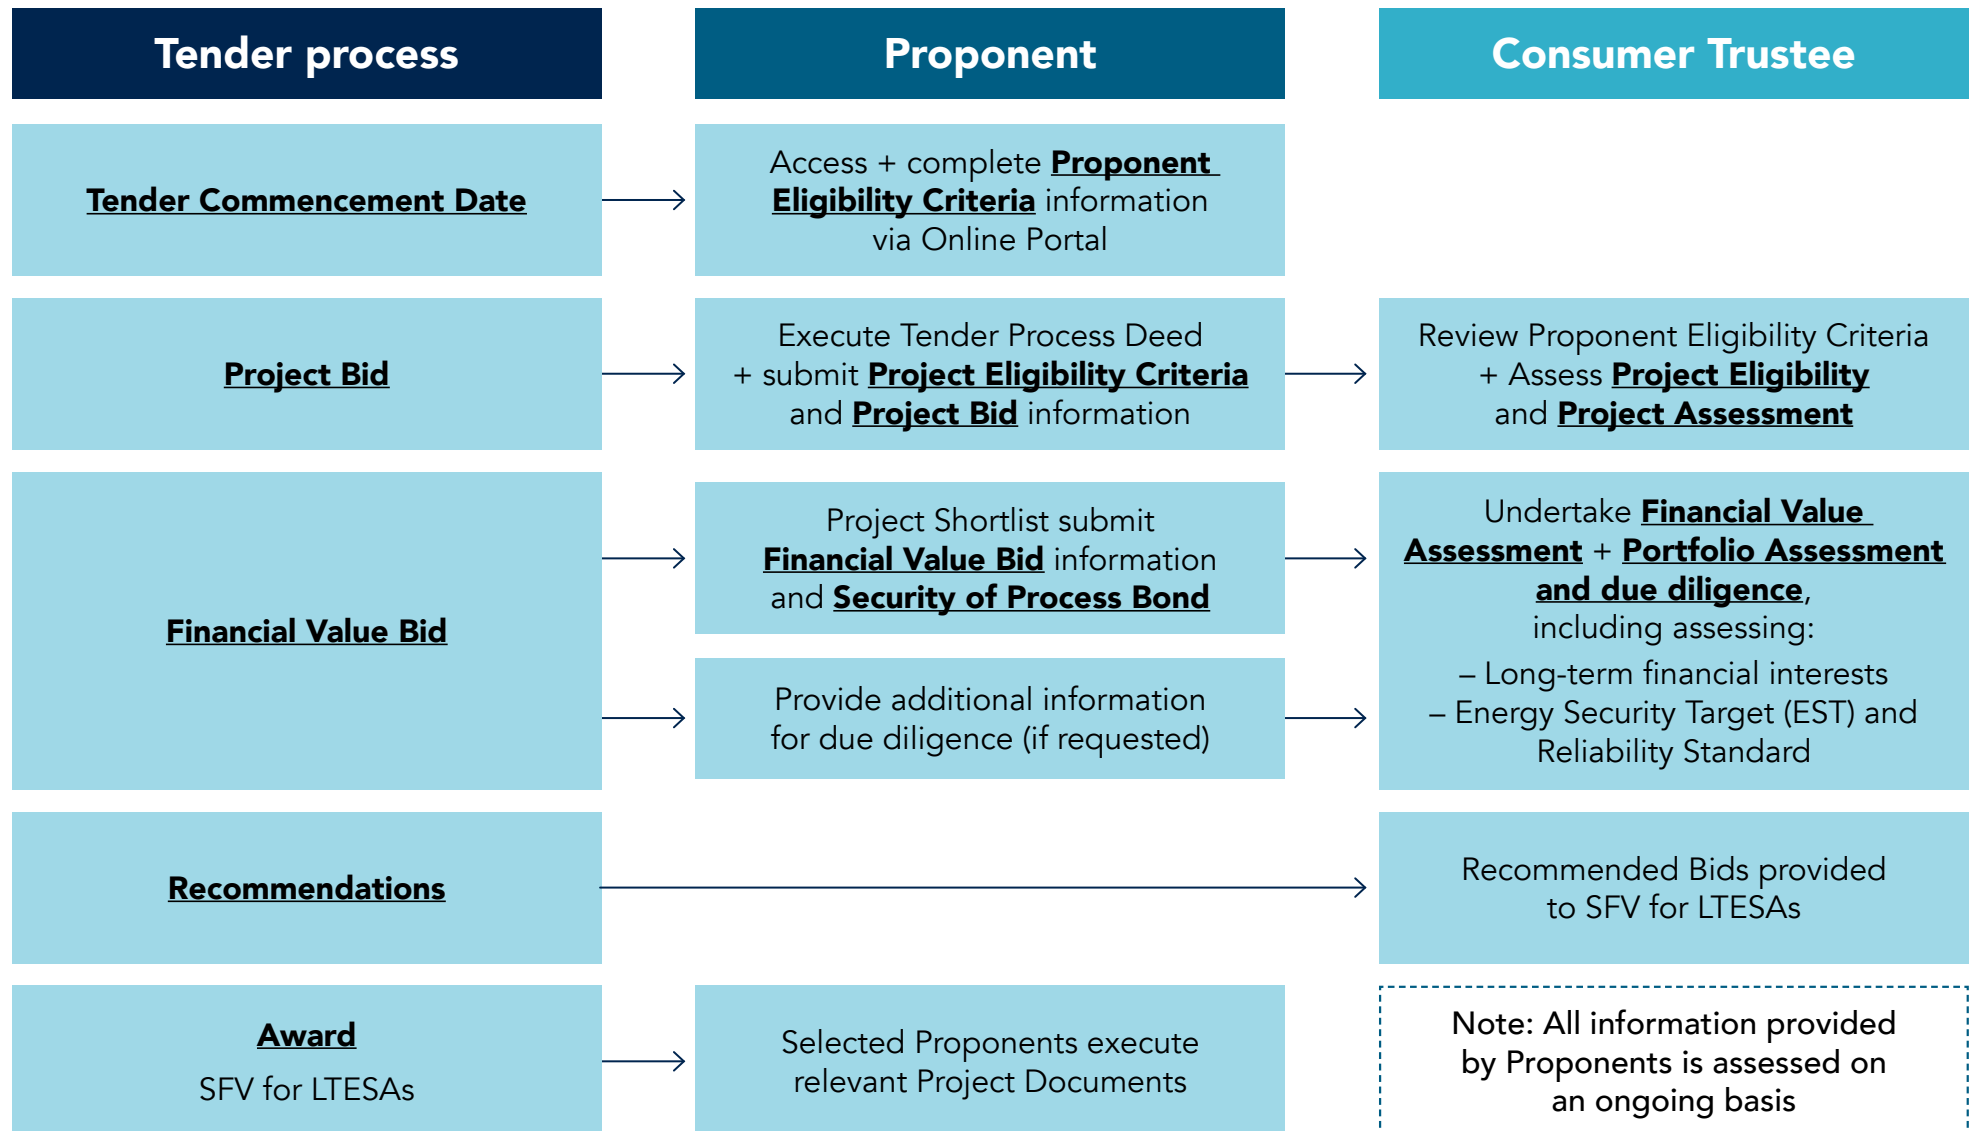 Tender process
Proponent
Consumer Trustee
Tender Commencement Date
Access + complete Proponent
Eligibility Criteria information
via Online Portal
Project Bid
Execute Tender Process Deed
+ submit Project Eligibility Criteria
and Project Bid information
Review Proponent Eligibility Criteria
+ Assess Project Eligibility
and Project Assessment
Financial Value Bid
Project Shortlist submit
Financial Value Bid information
and Security of Process Bond
Provide additional information
for due diligence (if requested)
Undertake Financial Value
Assessment + Portfolio Assessment
and due diligence,
including assessing:
– Long-term financial interests
– Energy Security Target (EST) and
Reliability Standard
Recommendations
Recommended Bids provided
to SFV for LTESAs
Award
SFV for LTESAs
Selected Proponents execute
relevant Project Documents
Note: All information provided
by Proponents is assessed on
an ongoing basis